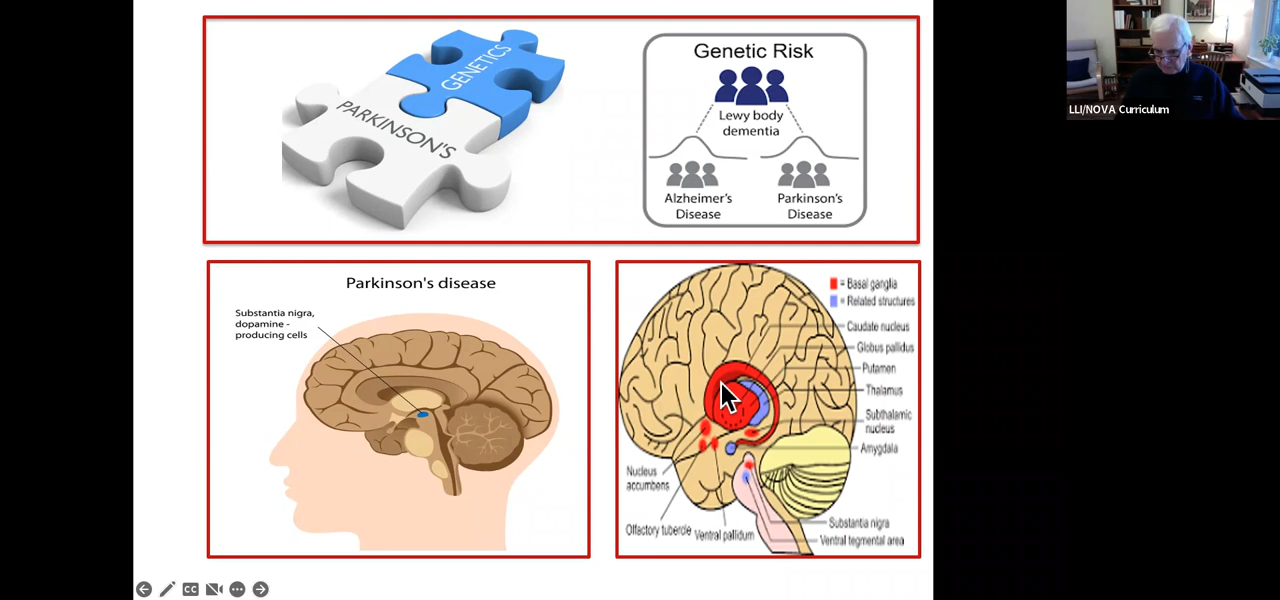 GENETICS
PARKINSON'S
Genetic Risk
Lewy body
dementia
Alzheimer's
Disease
Parkinson's
Disease
Parkinson's disease
Substantia nigra,
dopamine -
producing cells
= Basal ganglia
= Related structures
Caudate nucleus
Globus pallidus
Putamen
Thalamus
Subthalamic
nucleus
Amygdala
Nucleus
accumbens
Olfactory tubercle
Ventral pallidum
Substantia nigra
Ventral tegmental area
LLI/NOVA Curriculum
CC